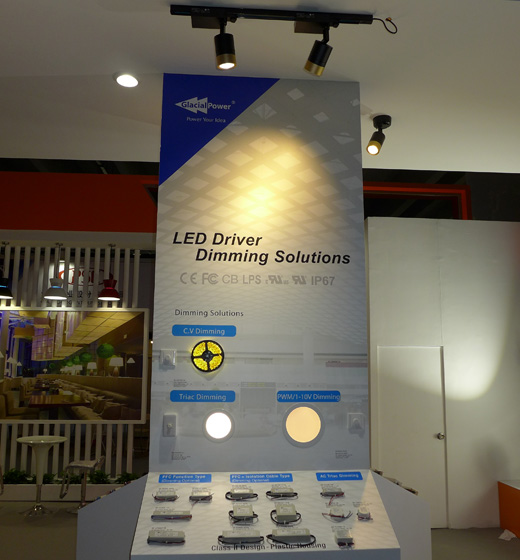 GlacialPower®
Power Your Idea
LED Driver
Dimming Solutions
CE FC CB LPS IP67
Dimming Solutions
C.V Dimming
Triac Dimming
PWM/1-10V Dimming
Class II Design - Plastic Housing